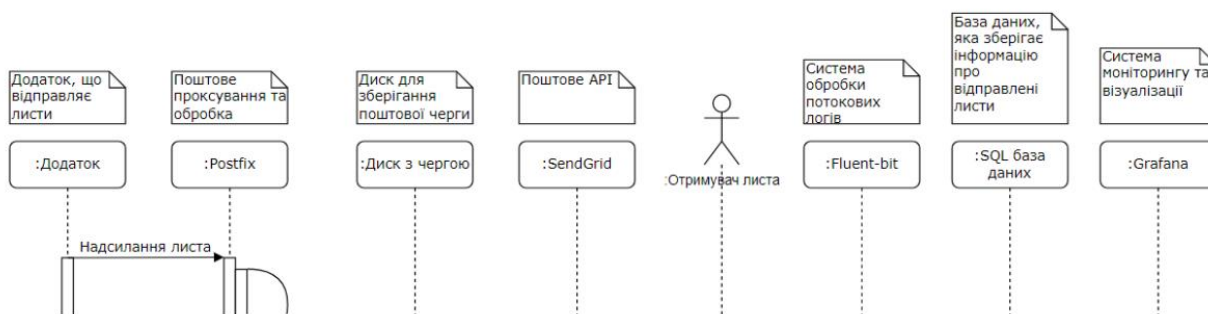 Додаток, що
відправляє
листи
Поштове
проксування та
обробка
Диск для
зберігання
поштової черги
Поштове API
Система
обробки
потокових
логів
База даних,
яка зберігає
інформацію
про
відправлені
листи
Система
моніторингу та
візуалізації
:Додаток
:Postfix
:Диск з чергою
:SendGrid
:Отримувач листа
:Fluent-bit
:SQL база
даних
:Grafana
Надсилання листа